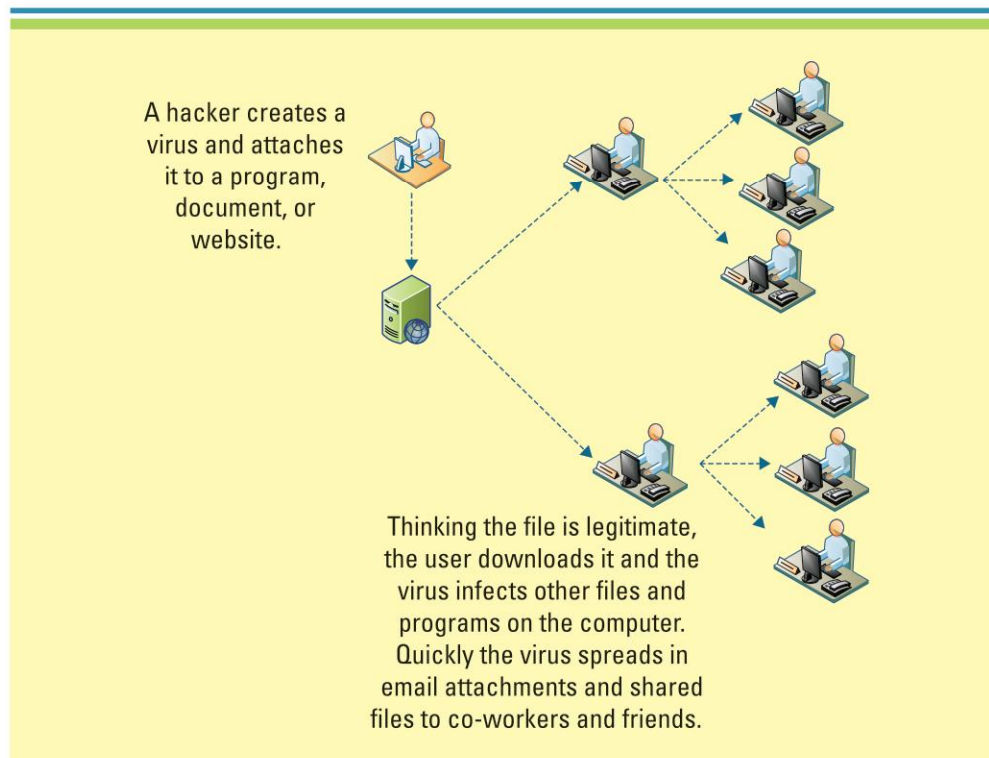 A hacker creates a
virus and attaches
it to a program,
document, or
website.
Thinking the file is legitimate,
the user downloads it and the
virus infects other files and
programs on the computer.
Quickly the virus spreads in
email attachments and shared
files to co-workers and friends.